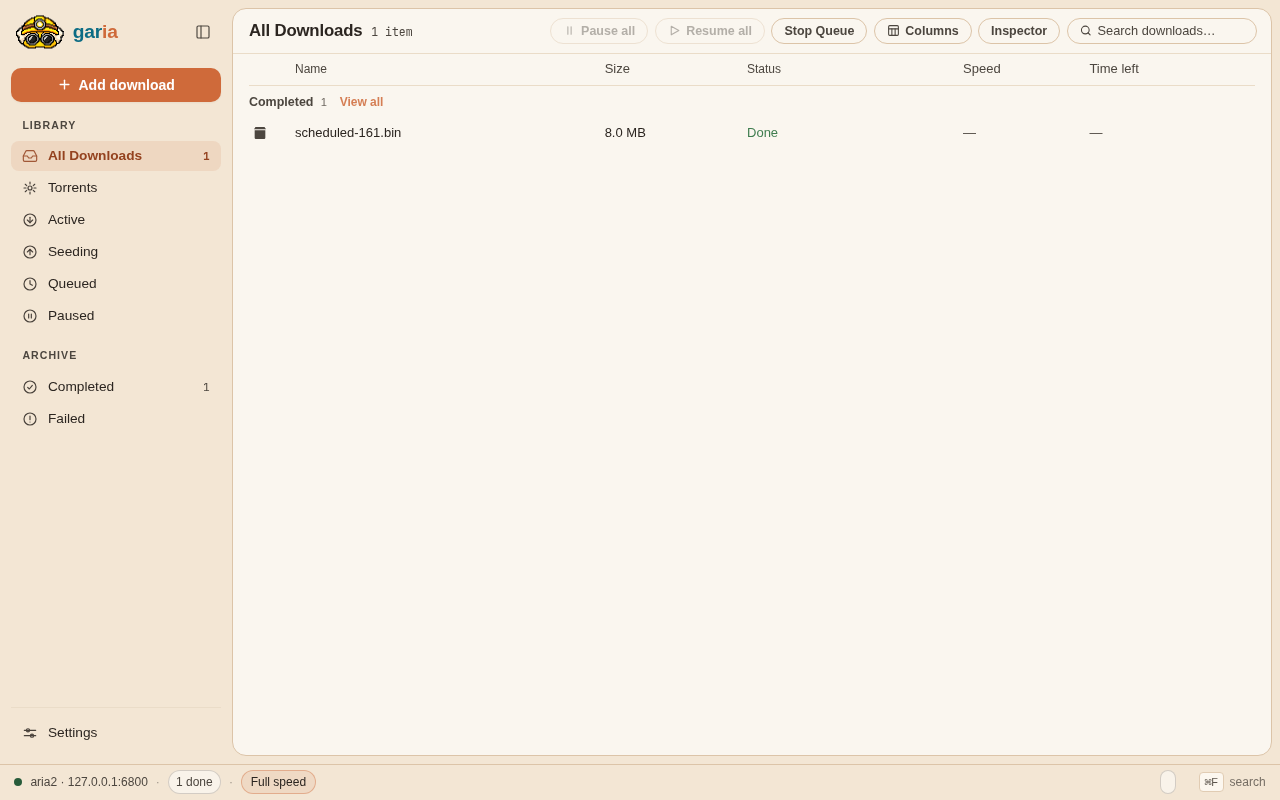 garia
Add download
LIBRARY
All Downloads 1
Torrents
Active
Seeding
Queued
Paused
ARCHIVE
Completed 1
Failed
Settings
All Downloads 1 item
Pause all
Resume all
Stop Queue
Columns
Inspector
Search downloads…
Name Size Status Speed Time left
Completed 1 View all
scheduled-161.bin 8.0 MB Done — —
aria2 · 127.0.0.1:6800 · 1 done · Full speed
⌘F search